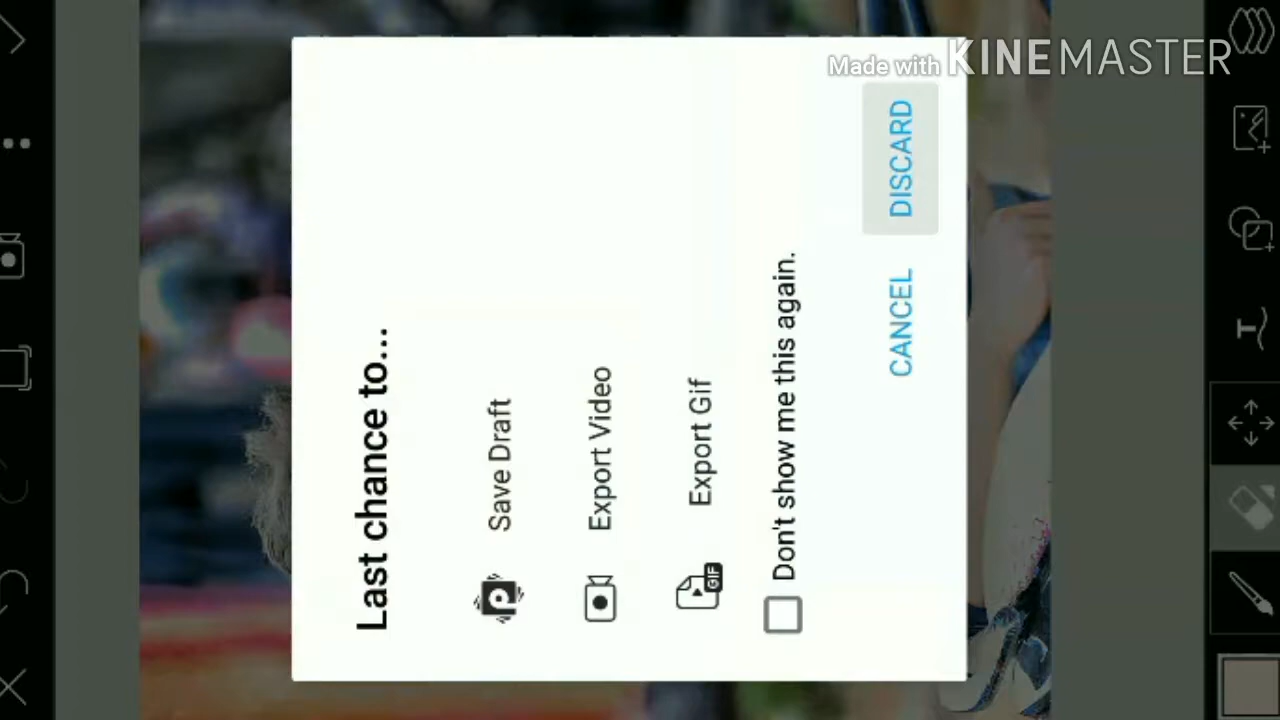 Made with KINEMASTER
Last chance to...
Save Draft
Export Video
Export Gif
GIF
Don't show me this again.
CANCEL
DISCARD